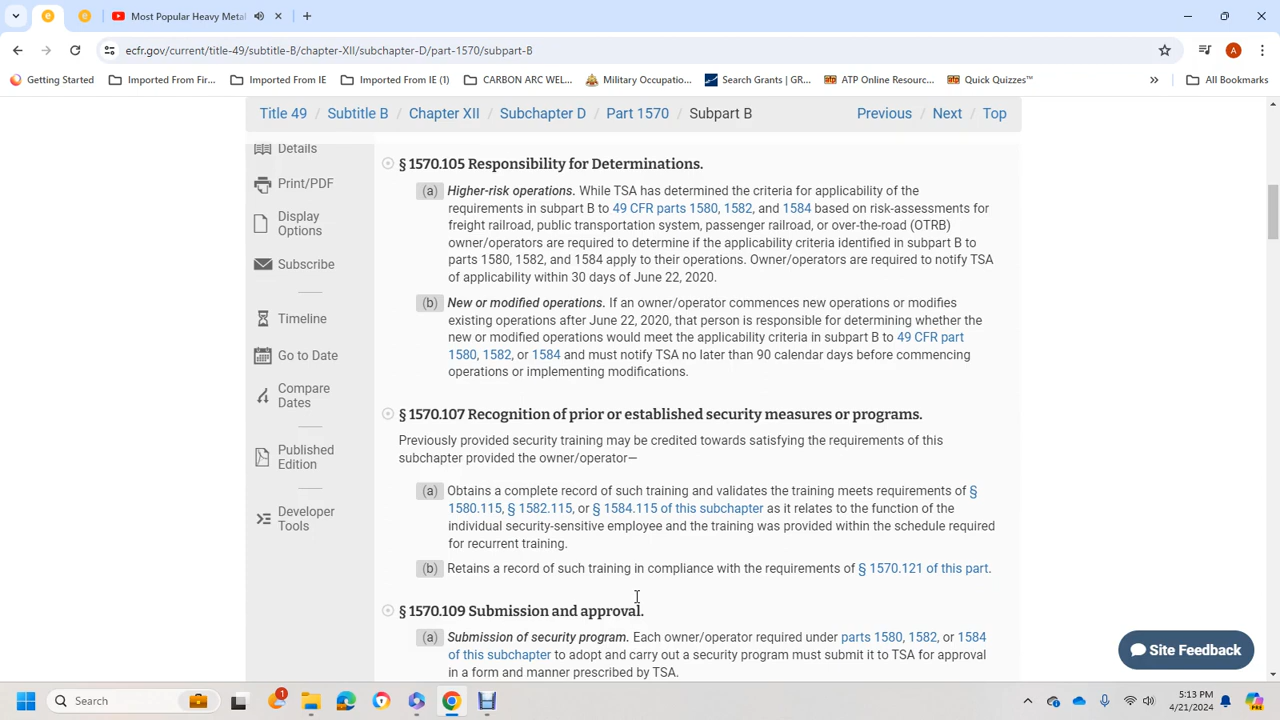 Most Popular Heavy Metal
ecfr.gov/current/title-49/subtitle-B/chapter-XII/subchapter-D/part-1570/subpart-B
A
Getting Started
Imported From Fir...
Imported From IE
Imported From IE (1)
CARBON ARC WEL...
Military Occupatio...
Search Grants | GR...
ATP Online Resourc...
Quick Quizzes™
All Bookmarks
Title 49 / Subtitle B / Chapter XII / Subchapter D / Part 1570 / Subpart B
Previous Next Top
Details
Print/PDF
Display
Options
Subscribe
Timeline
Go to Date
Compare
Dates
Published
Edition
Developer
Tools
§ 1570.105 Responsibility for Determinations.
(a) Higher-risk operations. While TSA has determined the criteria for applicability of the
requirements in subpart B to 49 CFR parts 1580, 1582, and 1584 based on risk-assessments for
freight railroad, public transportation system, passenger railroad, or over-the-road (OTRB)
owner/operators are required to determine if the applicability criteria identified in subpart B to
parts 1580, 1582, and 1584 apply to their operations. Owner/operators are required to notify TSA
of applicability within 30 days of June 22, 2020.
(b) New or modified operations. If an owner/operator commences new operations or modifies
existing operations after June 22, 2020, that person is responsible for determining whether the
new or modified operations would meet the applicability criteria in subpart B to 49 CFR part
1580, 1582, or 1584 and must notify TSA no later than 90 calendar days before commencing
operations or implementing modifications.
§ 1570.107 Recognition of prior or established security measures or programs.
Previously provided security training may be credited towards satisfying the requirements of this
subchapter provided the owner/operator—
(a) Obtains a complete record of such training and validates the training meets requirements of §
1580.115, § 1582.115, or § 1584.115 of this subchapter as it relates to the function of the
individual security-sensitive employee and the training was provided within the schedule required
for recurrent training.
(b) Retains a record of such training in compliance with the requirements of § 1570.121 of this part.
§ 1570.109 Submission and approval.
(a) Submission of security program. Each owner/operator required under parts 1580, 1582, or 1584
of this subchapter to adopt and carry out a security program must submit it to TSA for approval
in a form and manner prescribed by TSA.
Site Feedback
Search
1
5:13 PM
4/21/2024